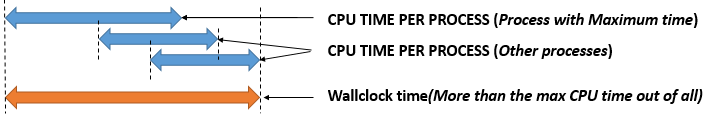 CPU TIME PER PROCESS (Process with Maximum time)
CPU TIME PER PROCESS (Other processes)
Wallclock time(More than the max CPU time out of all)